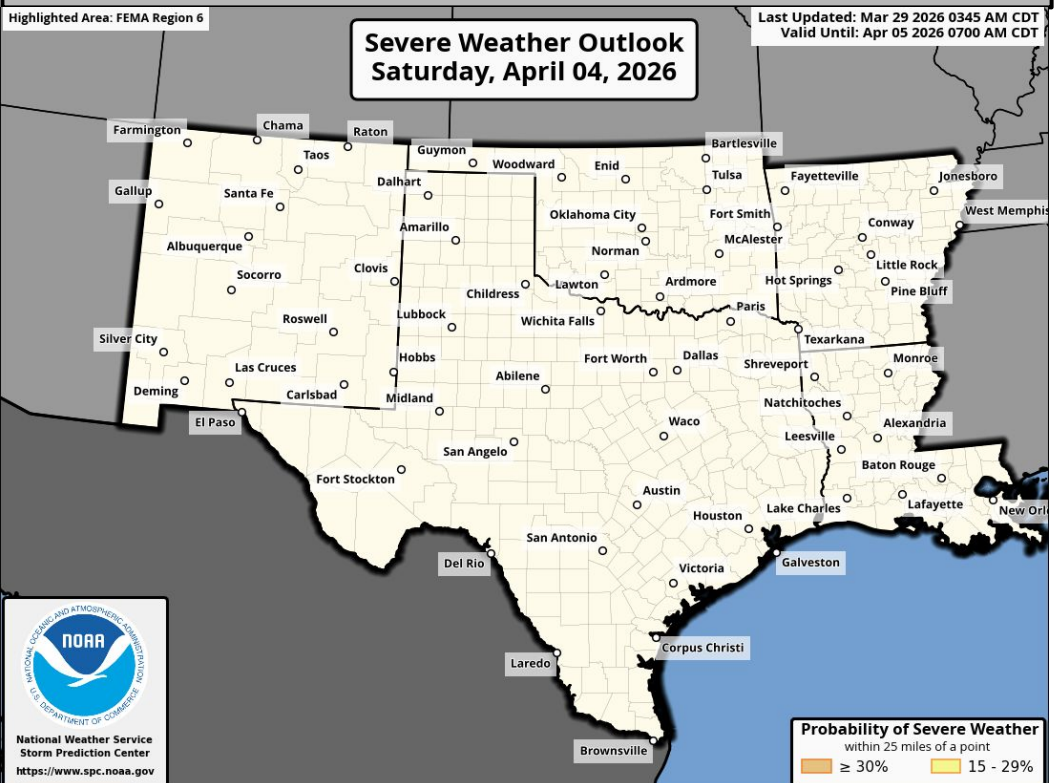 Highlighted Area: FEMA Region 6
Severe Weather Outlook
Saturday, April 04, 2026
Last Updated: Mar 29 2026 0345 AM CDT
Valid Until: Apr 05 2026 0700 AM CDT
Farmington
Chama
Raton
Taos
Guymon
Woodward
Enid
Bartlesville
Tulsa
Fayetteville
Jonesboro
Gallup
Santa Fe
Dalhart
Oklahoma City
Fort Smith
Conway
West Memphis
Albuquerque
Amarillo
Norman
McAlester
Little Rock
Socorro
Clovis
Childress
Lawton
Ardmore
Hot Springs
Pine Bluff
Roswell
Lubbock
Wichita Falls
Paris
Texarkana
Silver City
Hobbs
Fort Worth
Dallas
Shreveport
Monroe
Deming
Las Cruces
Carlsbad
Midland
Abilene
Natchitoches
El Paso
San Angelo
Waco
Leesville
Alexandria
Fort Stockton
Austin
Houston
Lake Charles
Baton Rouge
Lafayette
New Orle
Del Rio
San Antonio
Victoria
Galveston
Laredo
Corpus Christi
Brownsville
NATIONAL OCEANIC AND ATMOSPHERIC ADMINISTRATION
NOAA
U.S. DEPARTMENT OF COMMERCE
National Weather Service
Storm Prediction Center
https://www.spc.noaa.gov
Probability of Severe Weather
within 25 miles of a point
≥ 30%
15 - 29%